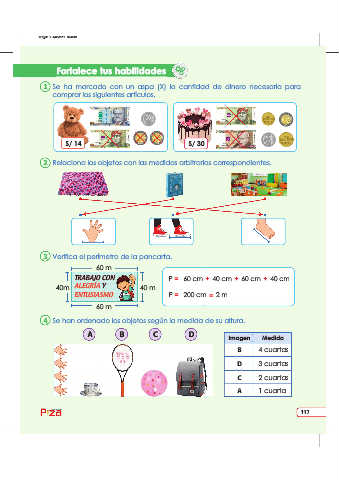 Fortalece tus habilidades
1 Se ha marcado con un aspa (X) la cantidad de dinero necesaria para
comprar los siguientes artículos.
S/ 14
S/ 30
2 Relaciona los objetos con las medidas arbitrarias correspondientes.
3 Verifica el perímetro de la pancarta.
60 m
TRABAJO CON
ALEGRÍA Y
ENTUSIASMO
40m
40 m
60 m
P = 60 cm + 40 cm + 60 cm + 40 cm
P = 200 cm = 2 m
4 Se han ordenado los objetos según la medida de su altura.
A B C D
Imagen Medida
B 4 cuartas
D 3 cuartas
C 2 cuartas
A 1 cuarta
117